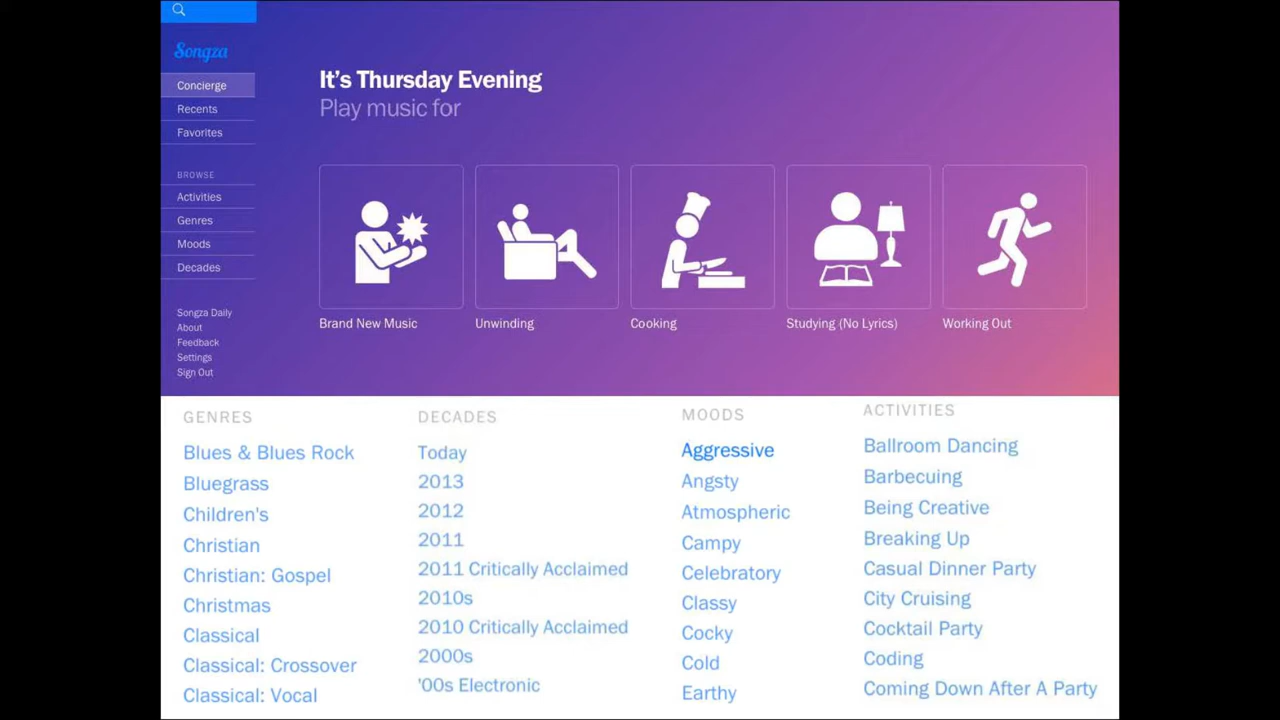 Songza
Concierge
Recents
Favorites
BROWSE
Activities
Genres
Moods
Decades
Songza Daily
About
Feedback
Settings
Sign Out
It's Thursday Evening
Play music for
Brand New Music
Unwinding
Cooking
Studying (No Lyrics)
Working Out
GENRES
Blues & Blues Rock
Bluegrass
Children's
Christian
Christian: Gospel
Christmas
Classical
Classical: Crossover
Classical: Vocal
DECADES
Today
2013
2012
2011
2011 Critically Acclaimed
2010s
2010 Critically Acclaimed
2000s
'00s Electronic
MOODS
Aggressive
Angsty
Atmospheric
Campy
Celebratory
Classy
Cocky
Cold
Earthy
ACTIVITIES
Ballroom Dancing
Barbecuing
Being Creative
Breaking Up
Casual Dinner Party
City Cruising
Cocktail Party
Coding
Coming Down After A Party